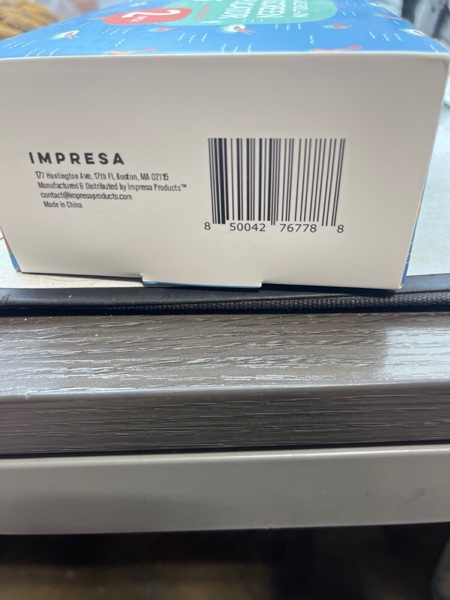 IMPRESA
177 Huntington Ave, 17th Fl, Boston, MA 02115
Manufactured & Distributed by Impresa Products™
contact@impresaproducts.com
Made in China
8 50042 76778 8